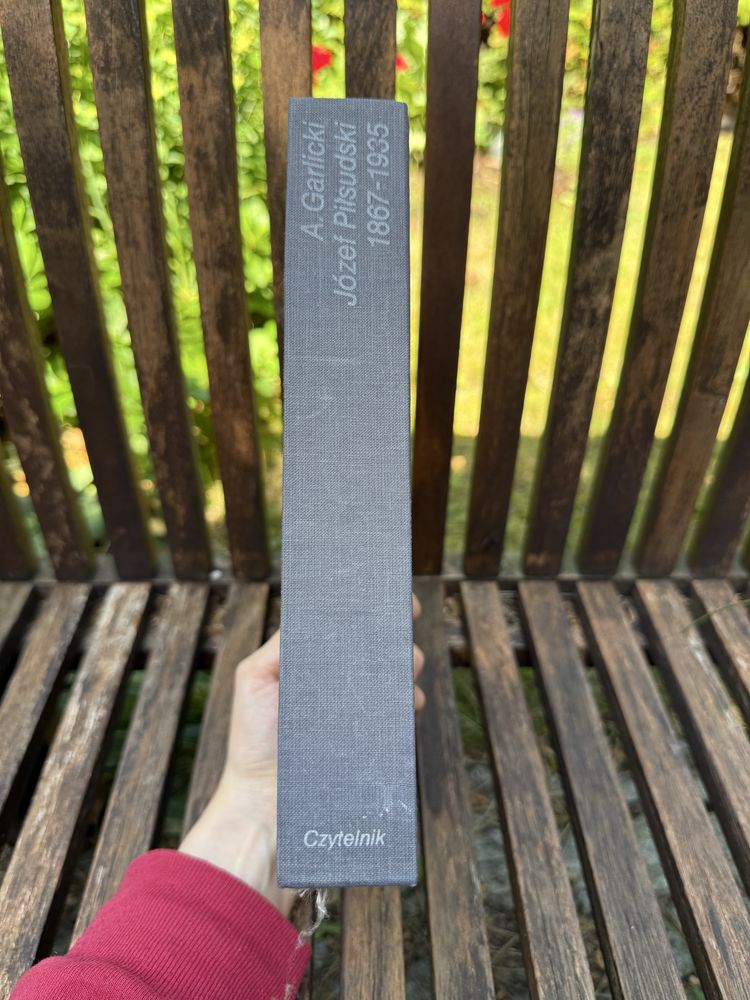 A. Garlicki
Józef Piłsudski
1867-1935
Czytelnik